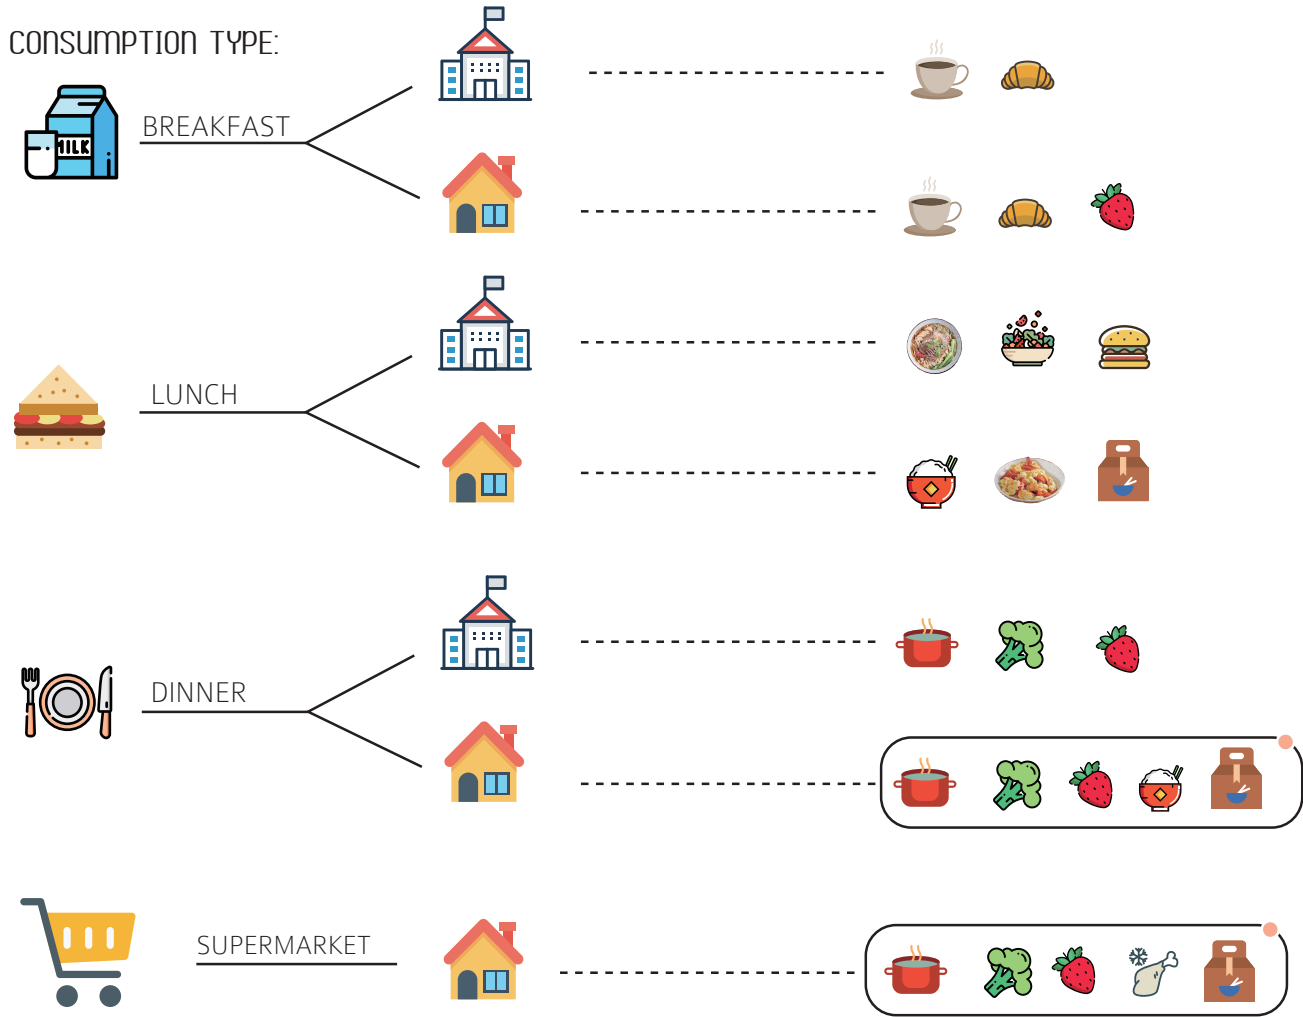 CONSUMPTION TYPE:
BREAKFAST
MILK
LUNCH
DINNER
SUPERMARKET